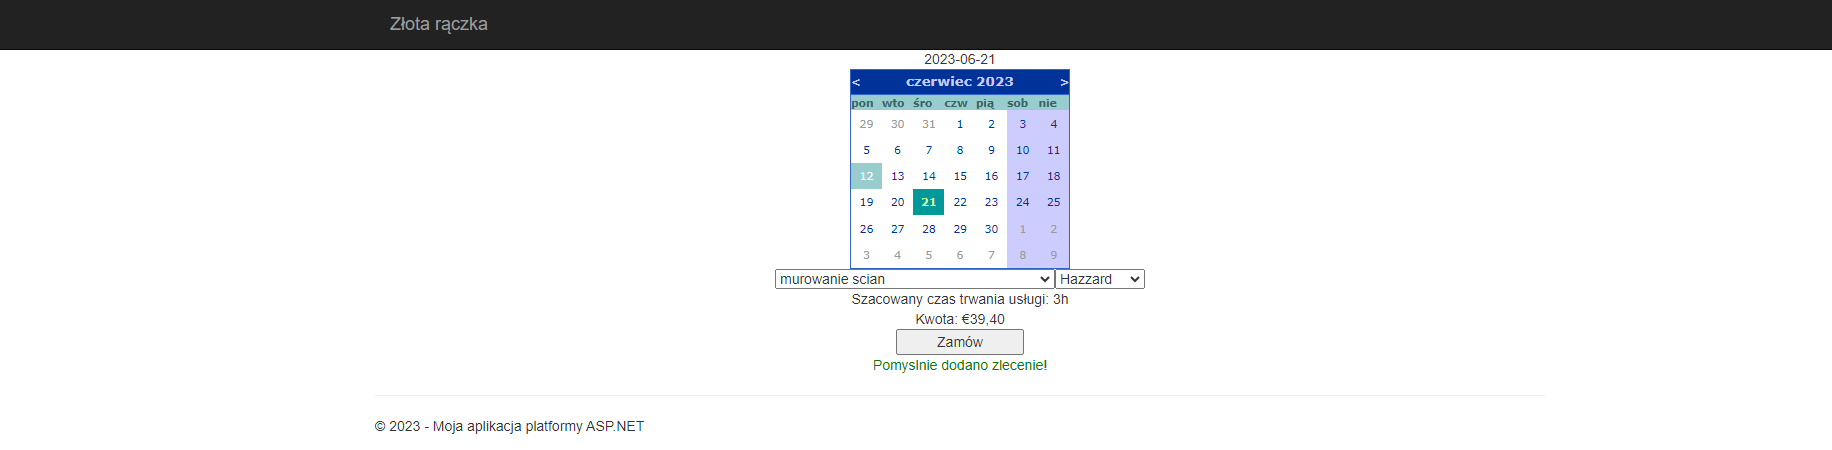 Złota rączka
2023-06-21
< czerwiec 2023 >
pon wto śro czw pią sob nie
29 30 31 1 2 3 4
5 6 7 8 9 10 11
12 13 14 15 16 17 18
19 20 21 22 23 24 25
26 27 28 29 30 1 2
3 4 5 6 7 8 9
murowanie scian Hazzard
Szacowany czas trwania usługi: 3h
Kwota: €39,40
Zamów
Pomyslnie dodano zlecenie!
© 2023 - Moja aplikacja platformy ASP.NET